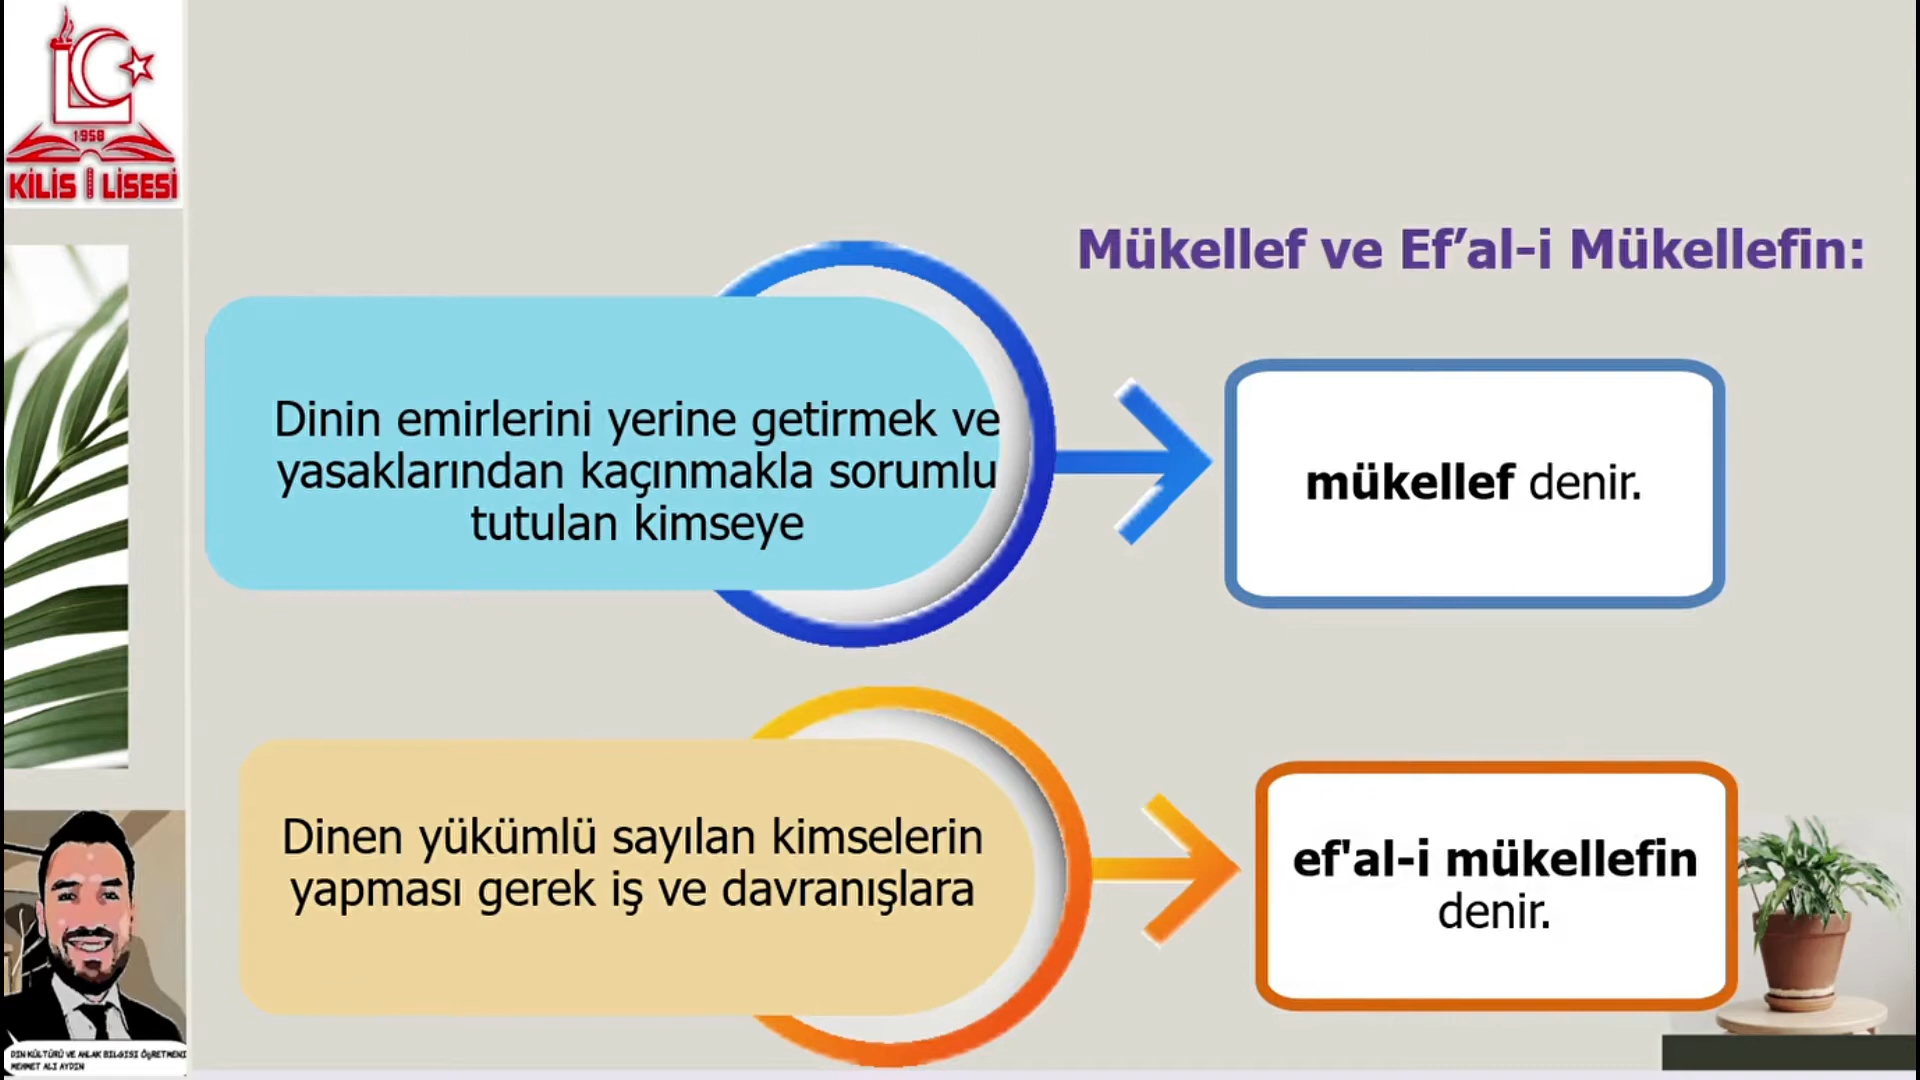 1958
KİLİS LİSESİ
Mükellef ve Ef’al-i Mükellefin:
Dinin emirlerini yerine getirmek ve
yasaklarından kaçınmakla sorumlu
tutulan kimseye
mükellef denir.
Dinen yükümlü sayılan kimselerin
yapması gerek iş ve davranışlara
ef'al-i mükellefin
denir.
DİN KÜLTÜRÜ VE AHLAK BİLGİSİ ÖĞRETMENİ
MEHMET ALİ AYDIN